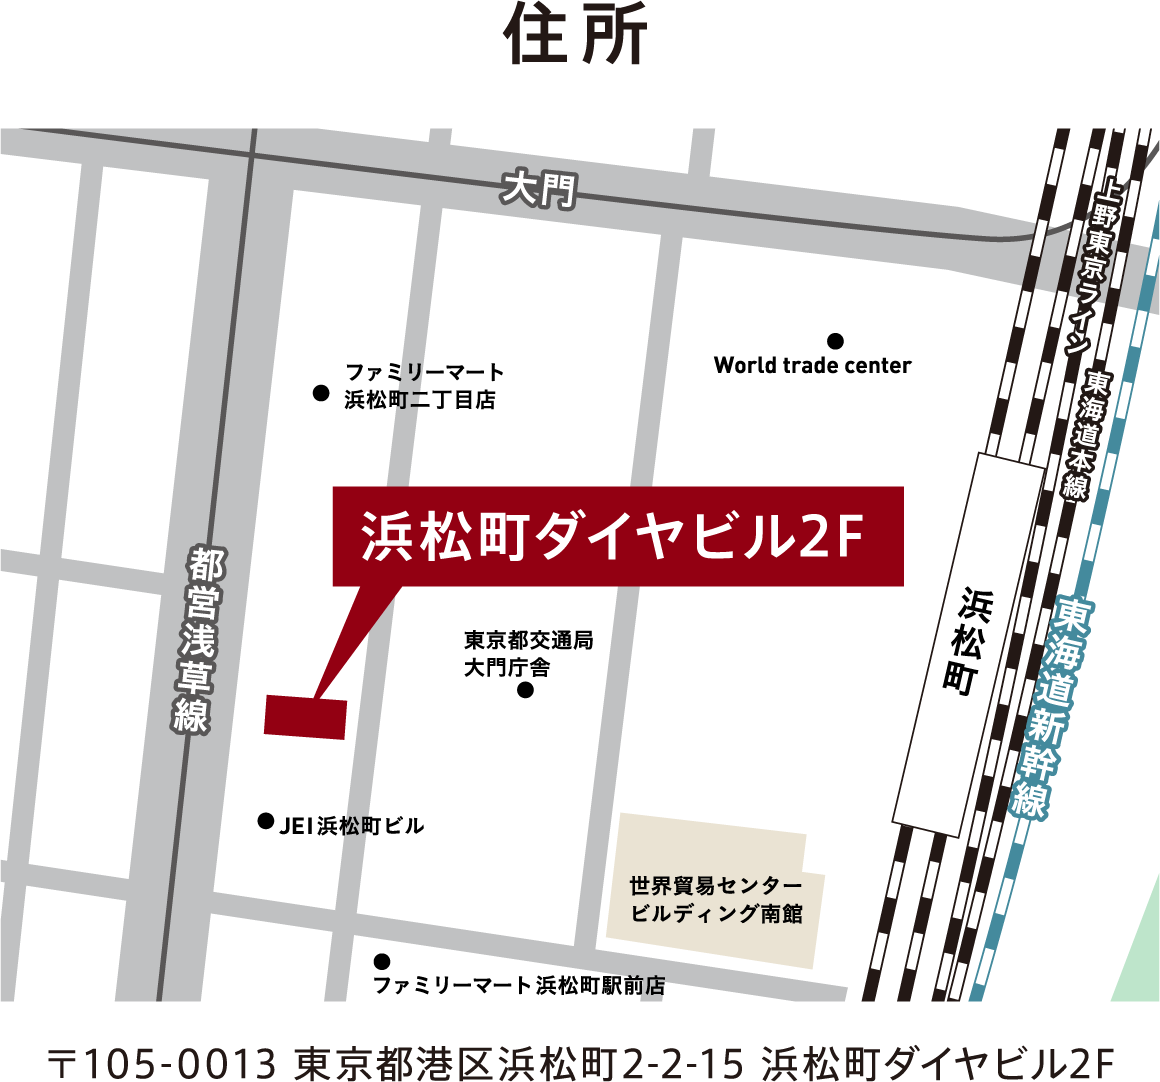 住所
大門
上野東京ライン
東海道本線
World trade center
ファミリーマート
浜松町二丁目店
浜松町ダイヤビル2F
都営浅草線
浜松町
東海道新幹線
東京都交通局
大門庁舎
JEI浜松町ビル
世界貿易センター
ビルディング南館
ファミリーマート浜松町駅前店
〒105-0013 東京都港区浜松町2-2-15 浜松町ダイヤビル2F